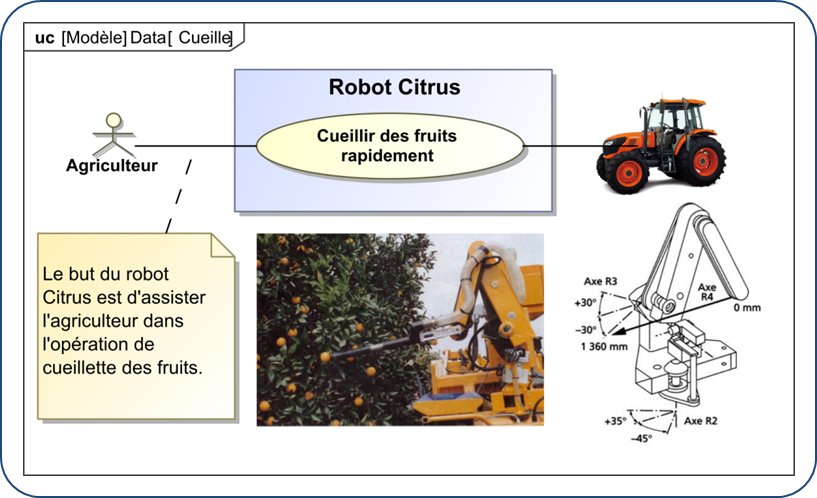 uc [Modèle] Data[ Cueille]
Robot Citrus
Cueillir des fruits
rapidement
Agriculteur
Le but du robot
Citrus est d'assister
l'agriculteur dans
l'opération de
cueillette des fruits.
Axe R3
+30°
–30°
1 360 mm
Axe
R4
0 mm
+35°
–45°
Axe R2